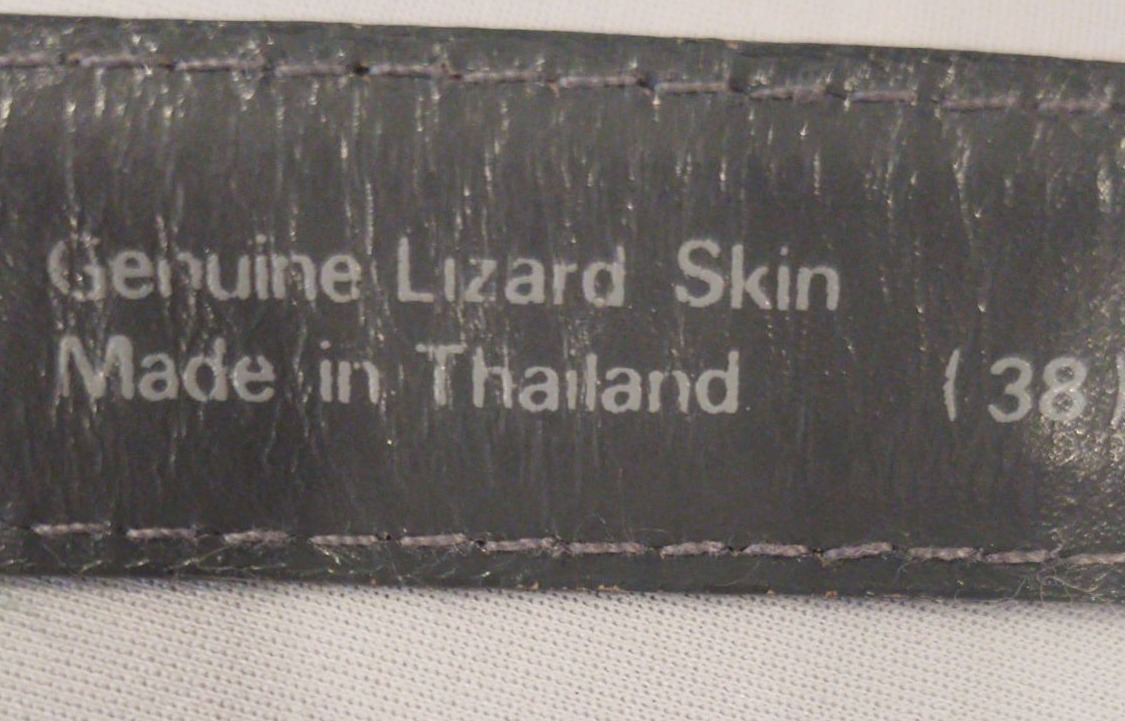 Genuine Lizard Skin
Made in Thailand (38)